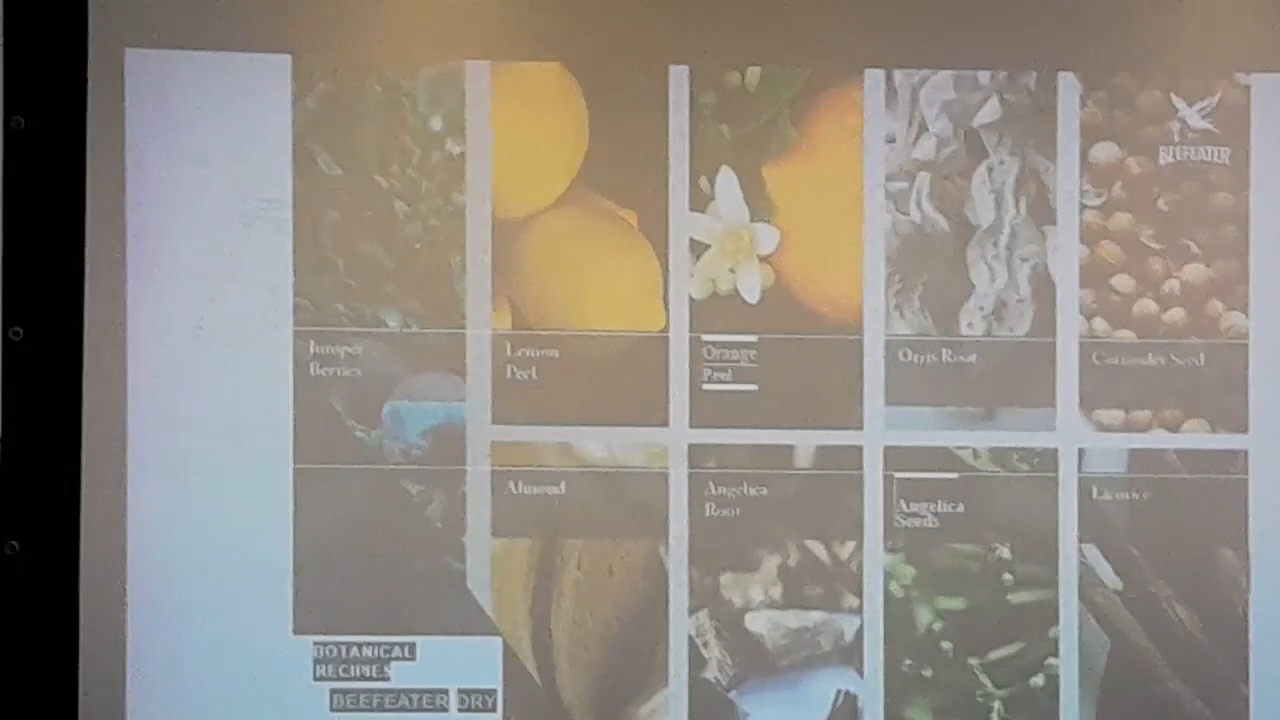 BEEFEATER
Juniper
Berries
Lemon
Peel
Orange
Peel
Orris Root
Coriander Seed
Almond
Angelica
Root
Angelica
Seeds
Licorice
BOTANICAL
RECIPIES
BEEFEATER DRY